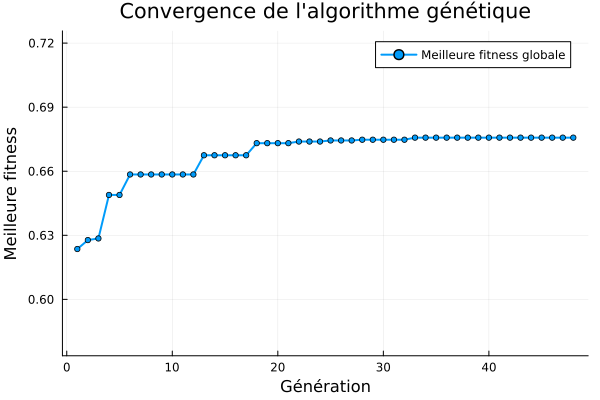 Convergence de l'algorithme génétique
Meilleure fitness globale
Meilleure fitness
0.72
0.69
0.66
0.63
0.60
0
10
20
30
40
Génération